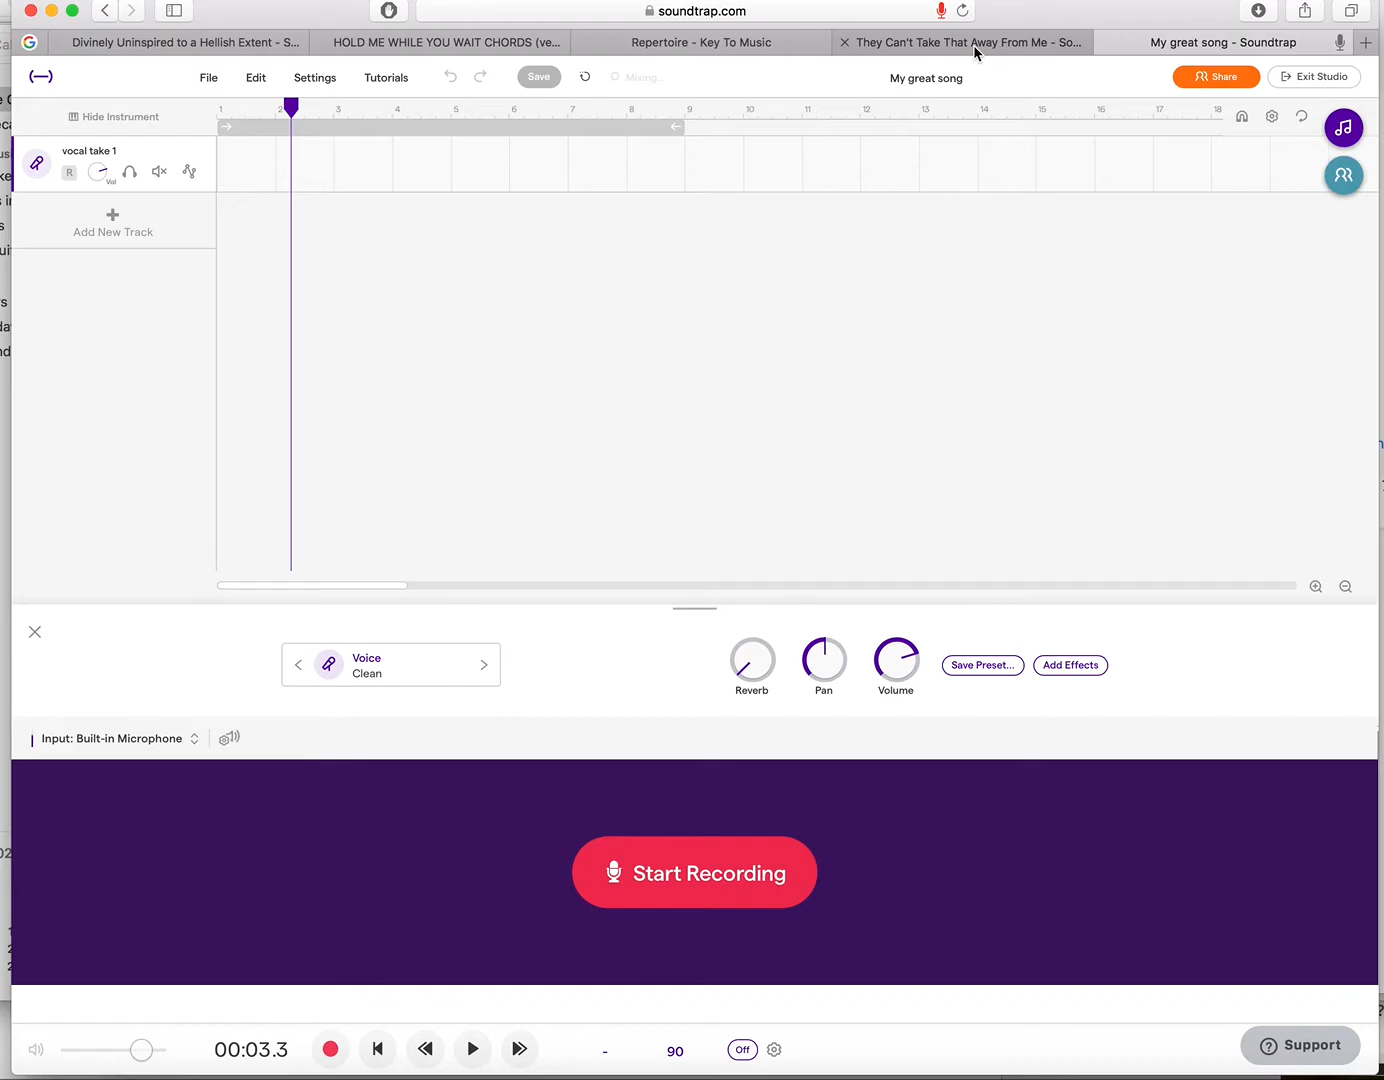 soundtrap.com
Divinely Uninspired to a Hellish Extent - S...
HOLD ME WHILE YOU WAIT CHORDS (ve...
Repertoire - Key To Music
They Can't Take That Away From Me - So...
My great song - Soundtrap
File
Edit
Settings
Tutorials
Save
Mixing...
My great song
Share
Exit Studio
Hide Instrument
1 2 3 4 5 6 7 8 9 10 11 12 13 14 15 16 17 18
vocal take 1
R
Vol
Add New Track
Voice
Clean
Reverb
Pan
Volume
Save Preset...
Add Effects
Input: Built-in Microphone
Start Recording
00:03.3
-
90
Off
Support